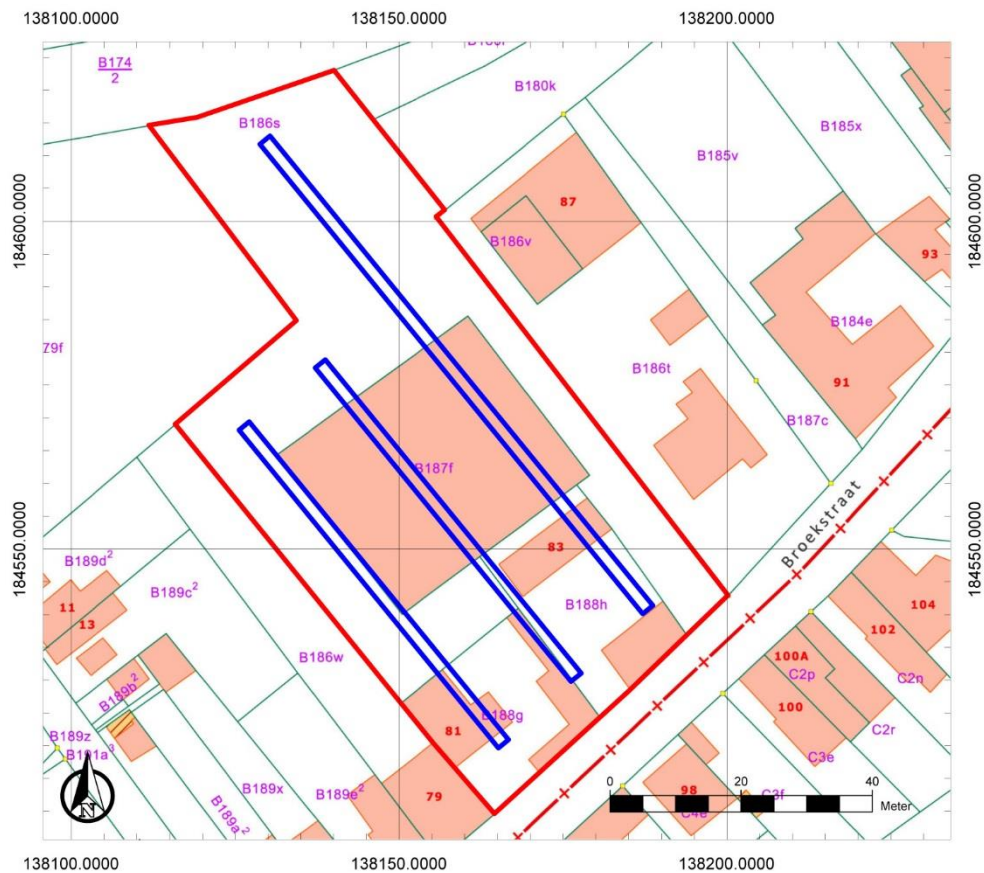 138100.0000 138150.0000 138200.0000
B174
2
B180k
B186s
B185x
B185v
87
B186v
93
184600.0000
184600.0000
B184e
79f
B186t
91
B187c
B187f
Broekstraat
184550.0000
184550.0000
83
B189d²
B189c²
B188h
11
13
104
102
100A
C2p
C2n
B186w
B189b²
B188g
100
C2r
81
B189z
C3e
B189x
B189e²
79
98
C3f
C4e
B189a²
N
0 20 40
Meter
138100.0000 138150.0000 138200.0000